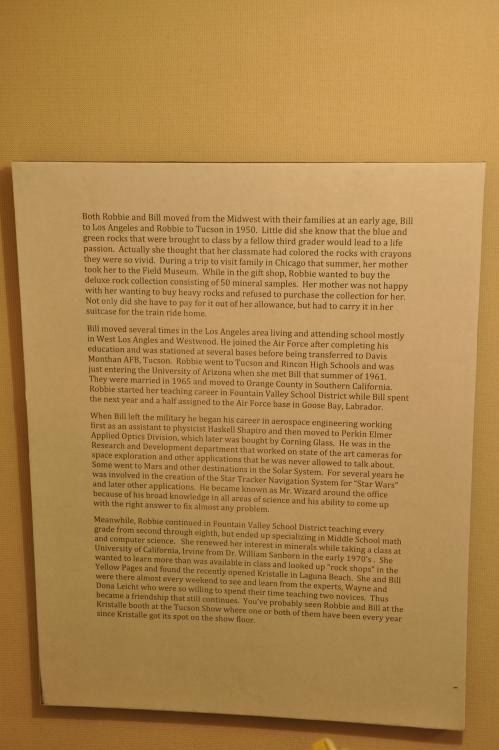 Both Robbie and Bill moved from the Midwest with their families at an early age, Bill
to Los Angeles and Robbie to Tucson in 1950. Little did she know that the blue and
green rocks that were brought to class by a fellow third grader would lead to a life
passion. Actually she thought that her classmate had colored the rocks with crayons
they were so vivid. During a trip to visit family in Chicago that summer, her mother
took her to the Field Museum. While in the gift shop, Robbie wanted to buy the
deluxe rock collection consisting of 50 mineral samples. Her mother was not happy
with her wanting to buy heavy rocks and refused to purchase the collection for her.
Not only did she have to pay for it out of her allowance, but had to carry it in her
suitcase for the train ride home.
Bill moved several times in the Los Angeles area living and attending school mostly
in West Los Angles and Westwood. He joined the Air Force after completing his
education and was stationed at several bases before being transferred to Davis
Monthan AFB, Tucson. Robbie went to Tucson and Rincon High Schools and was
just entering the University of Arizona when she met Bill that summer of 1961.
They were married in 1965 and moved to Orange County in Southern California.
Robbie started her teaching career in Fountain Valley School District while Bill spent
the next year and a half assigned to the Air Force base in Goose Bay, Labrador.
When Bill left the military he began his career in aerospace engineering working
first as an assistant to physicist Haskell Shapiro and then moved to Perkin Elmer
Applied Optics Division, which later was bought by Corning Glass. He was in the
Research and Development department that worked on state of the art cameras for
space exploration and other applications that he was never allowed to talk about.
Some went to Mars and other destinations in the Solar System. For several years he
was involved in the creation of the Star Tracker Navigation System for "Star Wars"
and later other applications. He became known as Mr. Wizard around the office
because of his broad knowledge in all areas of science and his ability to come up
with the right answer to fix almost any problem.
Meanwhile, Robbie continued in Fountain Valley School District teaching every
grade from second through eighth, but ended up specializing in Middle School math
and computer science. She renewed her interest in minerals while taking a class at
University of California, Irvine from Dr. William Sanborn in the early 1970's . She
wanted to learn more than was available in class and looked up "rock shops" in the
Yellow Pages and found the recently opened Kristalle in Laguna Beach. She and Bill
were there almost every weekend to see and learn from the experts, Wayne and
Dona Leicht who were so willing to spend their time teaching two novices. Thus
became a friendship that still continues. You've probably seen Robbie and Bill at the
Kristalle booth at the Tucson Show where one or both of them have been every year
since Kristalle got its spot on the show floor.